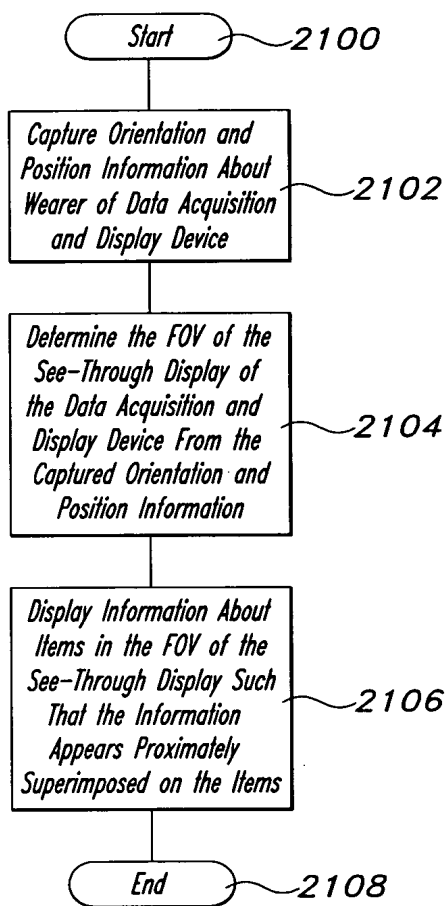 Start
2100
Capture Orientation and
Position Information About
Wearer of Data Acquisition
and Display Device
2102
Determine the FOV of the
See-Through Display of
the Data Acquisition and
Display Device From the
Captured Orientation and
Position Information
2104
Display Information About
Items in the FOV of the
See-Through Display Such
That the Information
Appears Proximately
Superimposed on the Items
2106
End
2108